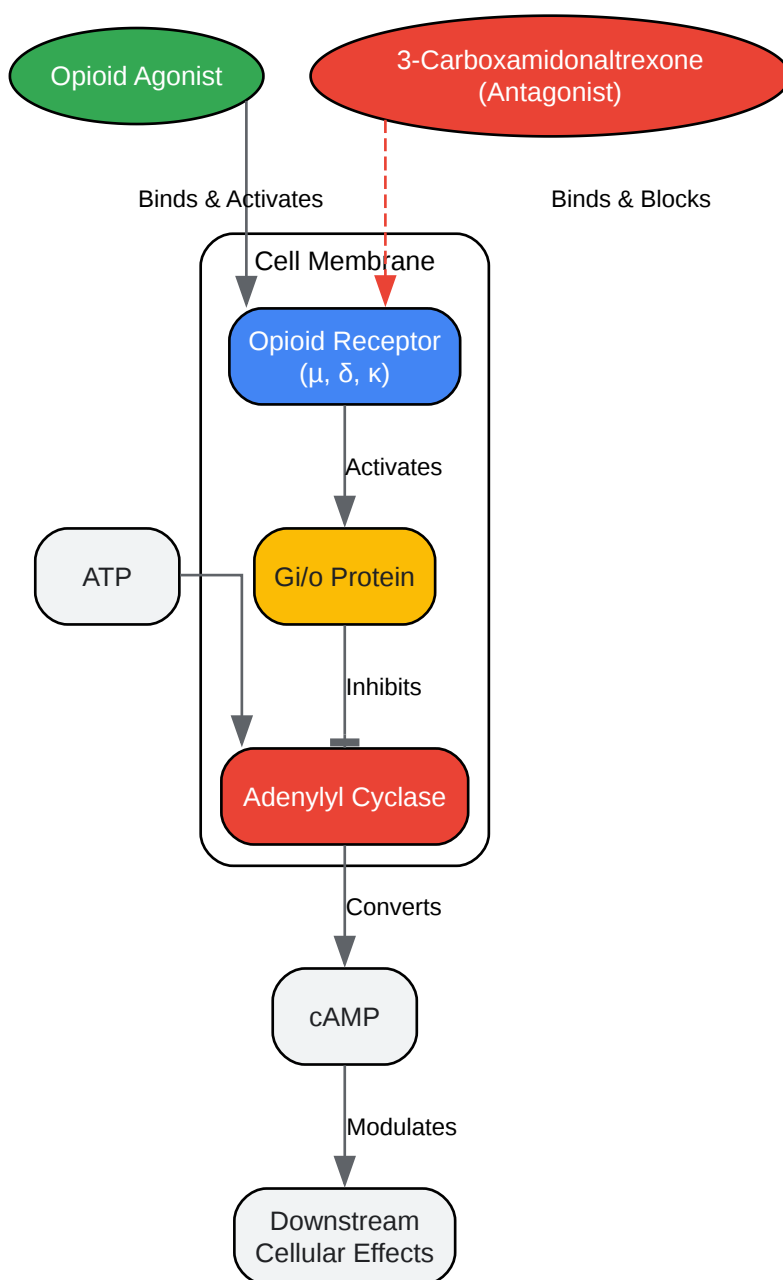 Opioid Agonist
3-Carboxamidonaltrexone
(Antagonist)
Binds & Activates
Binds & Blocks
Cell Membrane
Opioid Receptor
(μ, δ, κ)
Activates
ATP
Gi/o Protein
Inhibits
Adenylyl Cyclase
Converts
cAMP
Modulates
Downstream
Cellular Effects